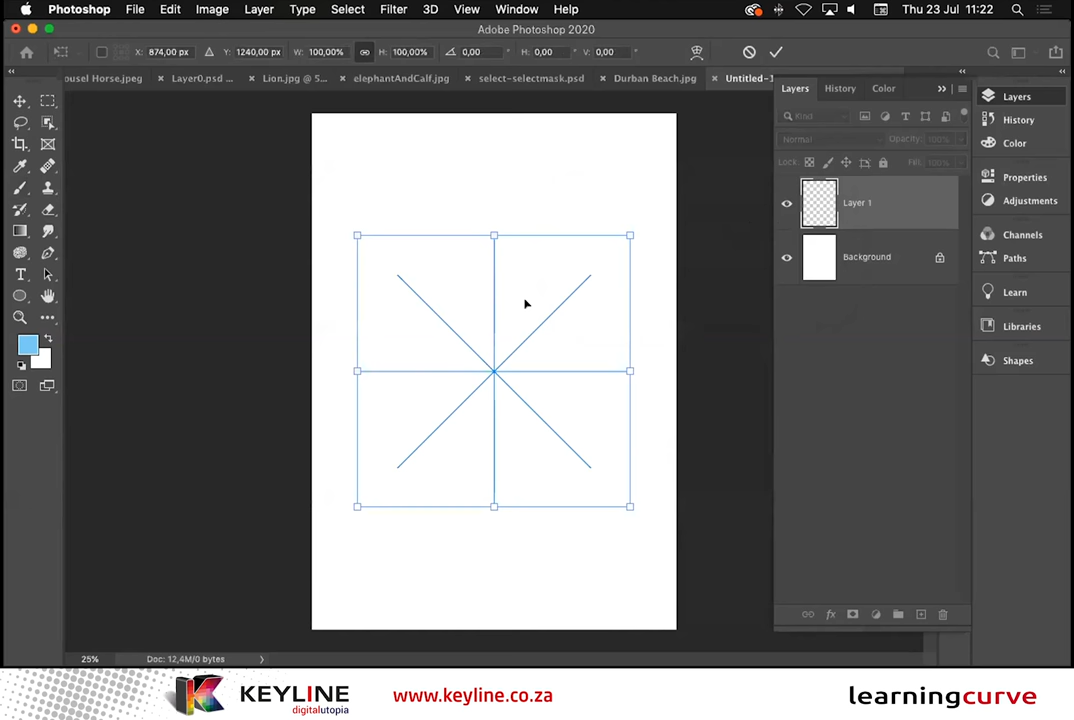 Photoshop File Edit Image Layer Type Select Filter 3D View Window Help Thu 23 Jul 11:22
Adobe Photoshop 2020
X: 874,00 px Y: 1240,00 px W: 100,00% H: 100,00% 0,00 ° H: 0,00 ° V: 0,00 °
ousel Horse.jpeg × Layer0.psd ... × Lion.jpg @ 5... × elephantAndCalf.jpg × select-selectmask.psd × Durban Beach.jpg × Untitled-1
Layers History Color
Kind
Normal Opacity: 100%
Lock: Fill: 100%
Layer 1
Background
Layers
History
Color
Properties
Adjustments
Channels
Paths
Learn
Libraries
Shapes
25% Doc: 12,4M/0 bytes
KEYLINE
digitalutopia
www.keyline.co.za
learningcurve